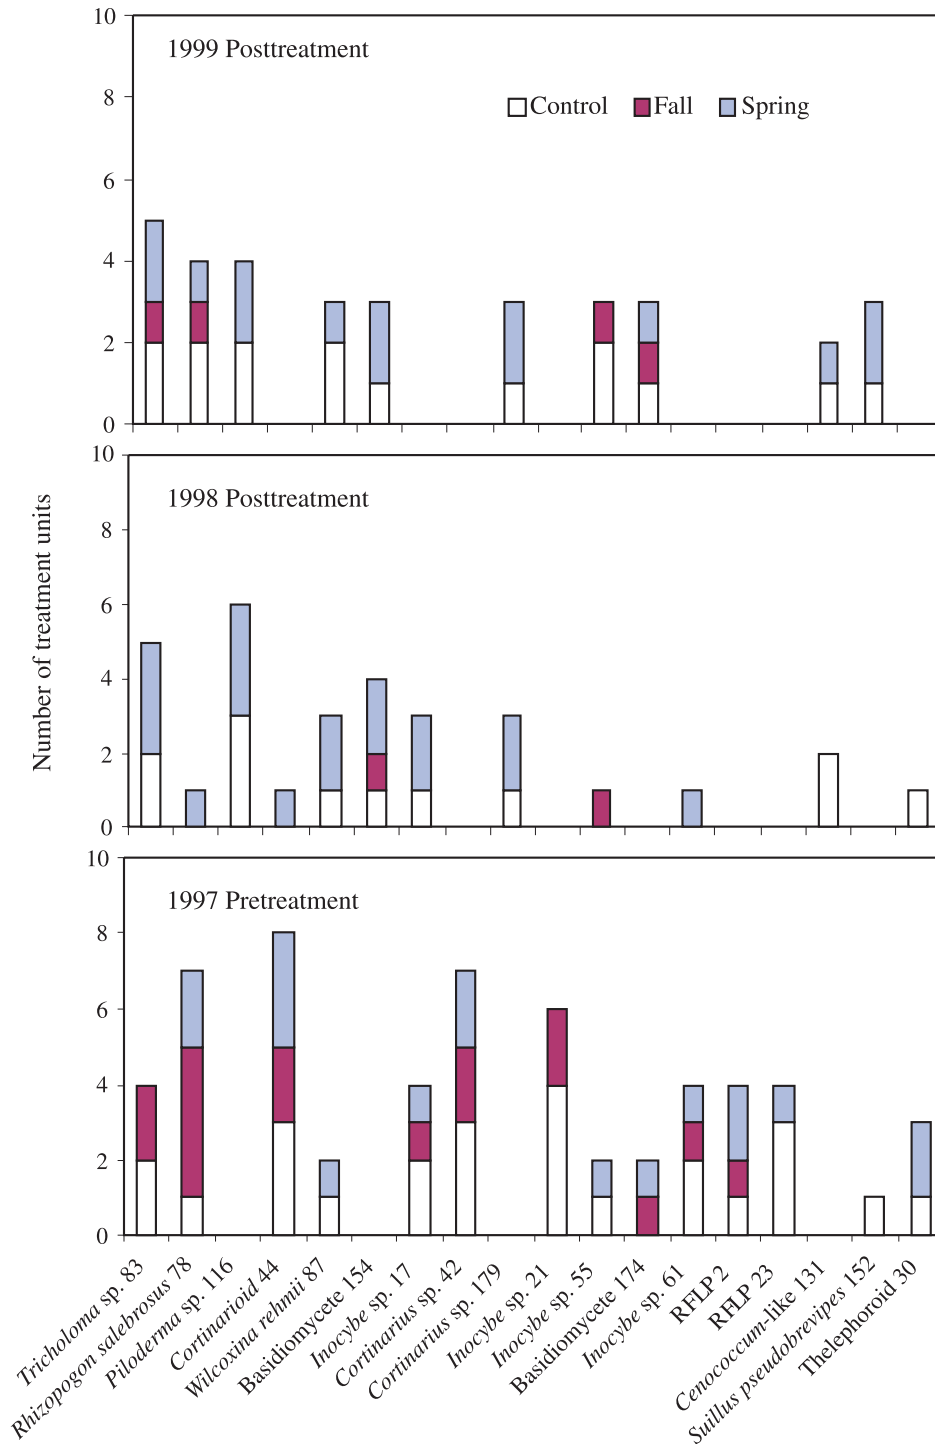 10
1999 Posttreatment
8
Control Fall Spring
6
4
2
0
10
1998 Posttreatment
8
6
4
2
0
Number of treatment units
10
1997 Pretreatment
8
6
4
2
0
Tricholoma sp. 83
Rhizopogon salebrosus 78
Piloderma sp. 116
Cortinarioid 44
Wilcoxina rehmii 87
Basidiomycete 154
Inocybe sp. 17
Cortinarius sp. 42
Cortinarius sp. 179
Inocybe sp. 21
Inocybe sp. 55
Basidiomycete 174
Inocybe sp. 61
RFLP 2
RFLP 23
Cenococcum-like 131
Suillus pseudobrevipes 152
Thelephoroid 30